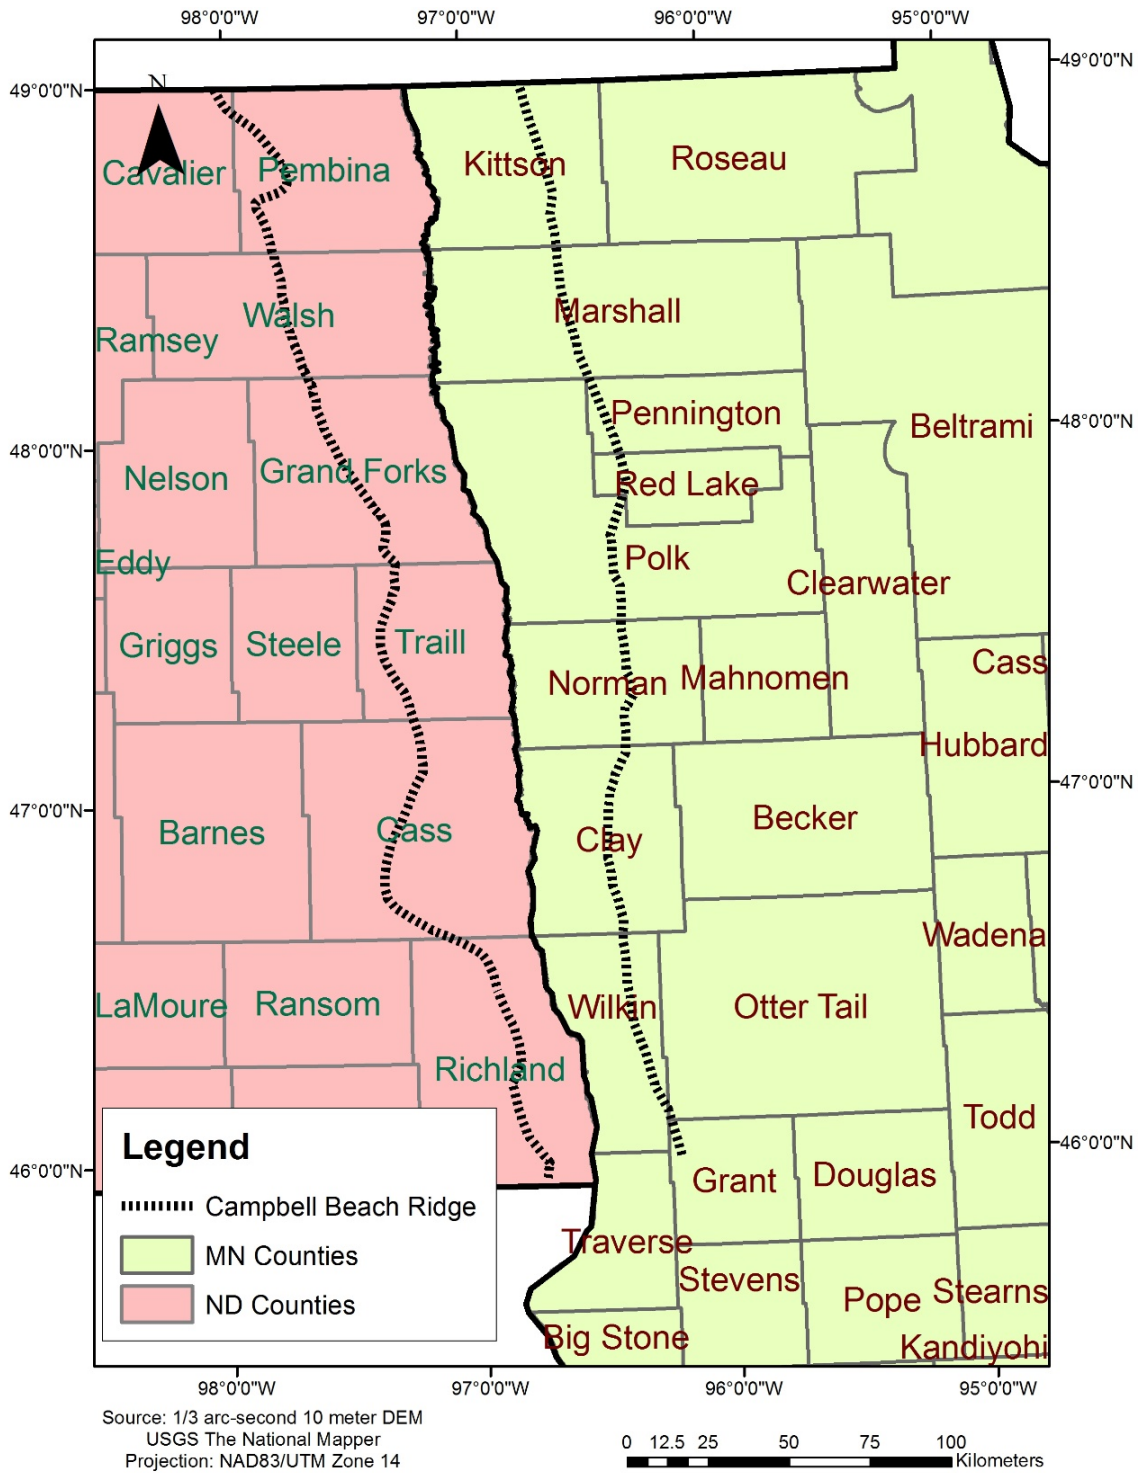 98°0'0"W 97°0'0"W 96°0'0"W 95°0'0"W
49°0'0"N
49°0'0"N
N
Cavalier
Pembina
Kittson
Roseau
Walsh
Marshall
Ramsey
Pennington
Beltrami
48°0'0"N
48°0'0"N
Nelson
Grand Forks
Red Lake
Eddy
Polk
Clearwater
Griggs
Steele
Traill
Norman
Mahnomen
Cass
Hubbard
47°0'0"N
47°0'0"N
Barnes
Cass
Clay
Becker
Wadena
LaMoure
Ransom
Wilkin
Otter Tail
Richland
Todd
46°0'0"N
46°0'0"N
Grant
Douglas
Traverse
Stevens
Pope
Stearns
Big Stone
Kandiyohi
Legend
Campbell Beach Ridge
MN Counties
ND Counties
98°0'0"W 97°0'0"W 96°0'0"W 95°0'0"W
Source: 1/3 arc-second 10 meter DEM
USGS The National Mapper
Projection: NAD83/UTM Zone 14
0 12.5 25 50 75 100
Kilometers